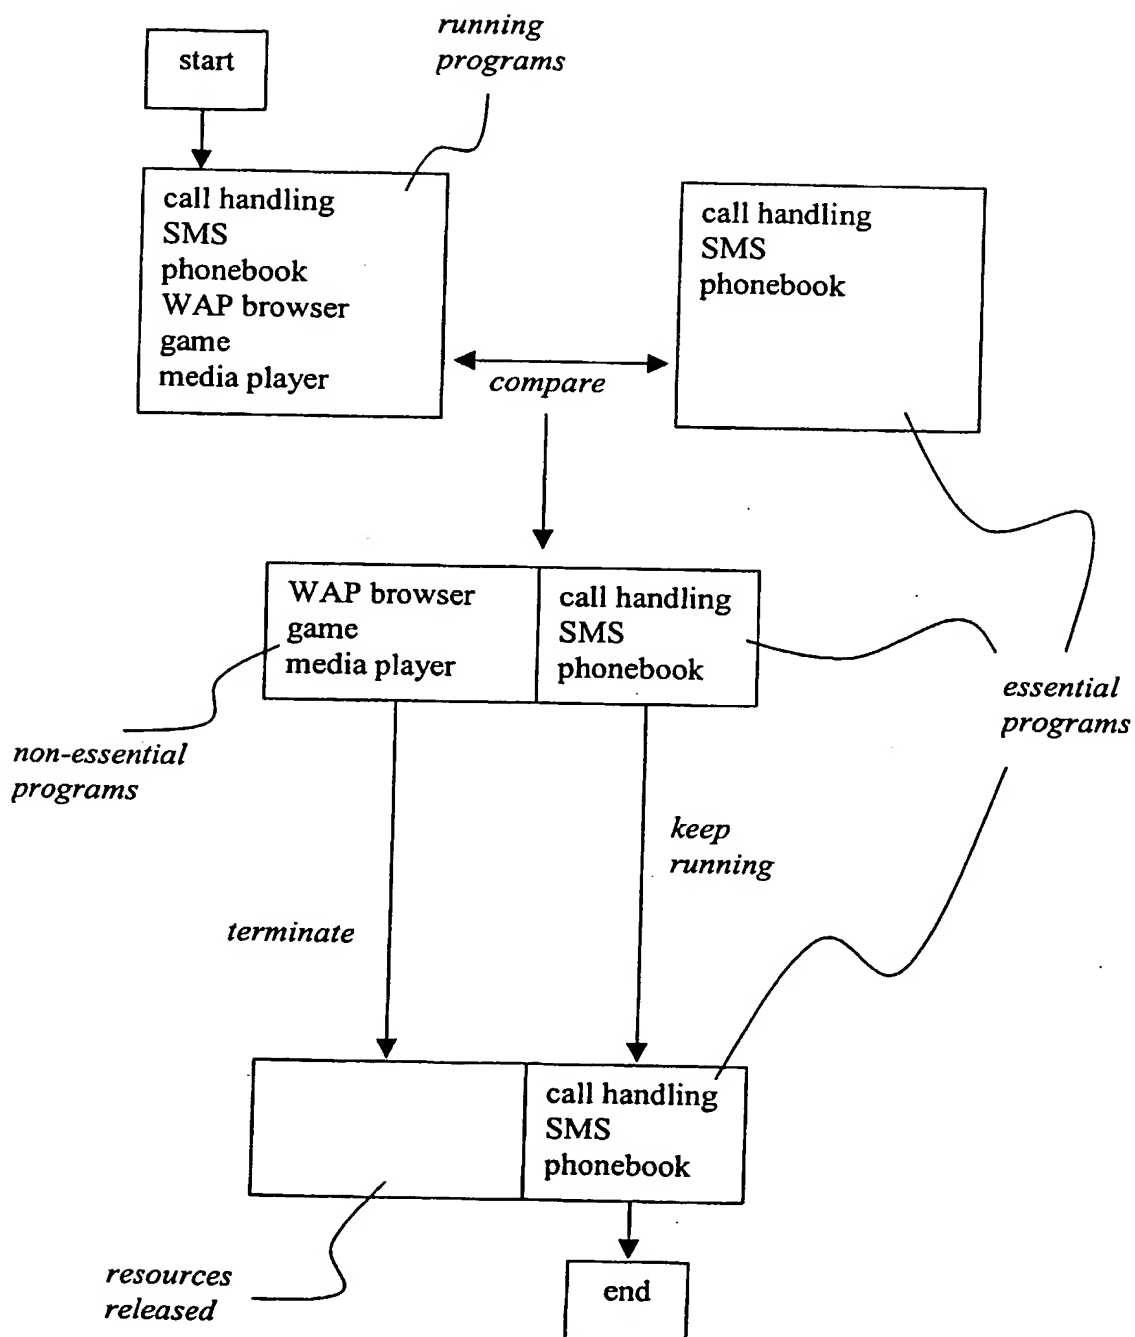 running
programs
start
call handling
SMS
phonebook
WAP browser
game
media player
call handling
SMS
phonebook
compare
WAP browser
game
media player
call handling
SMS
phonebook
essential
programs
non-essential
programs
keep
running
terminate
call handling
SMS
phonebook
resources
released
end